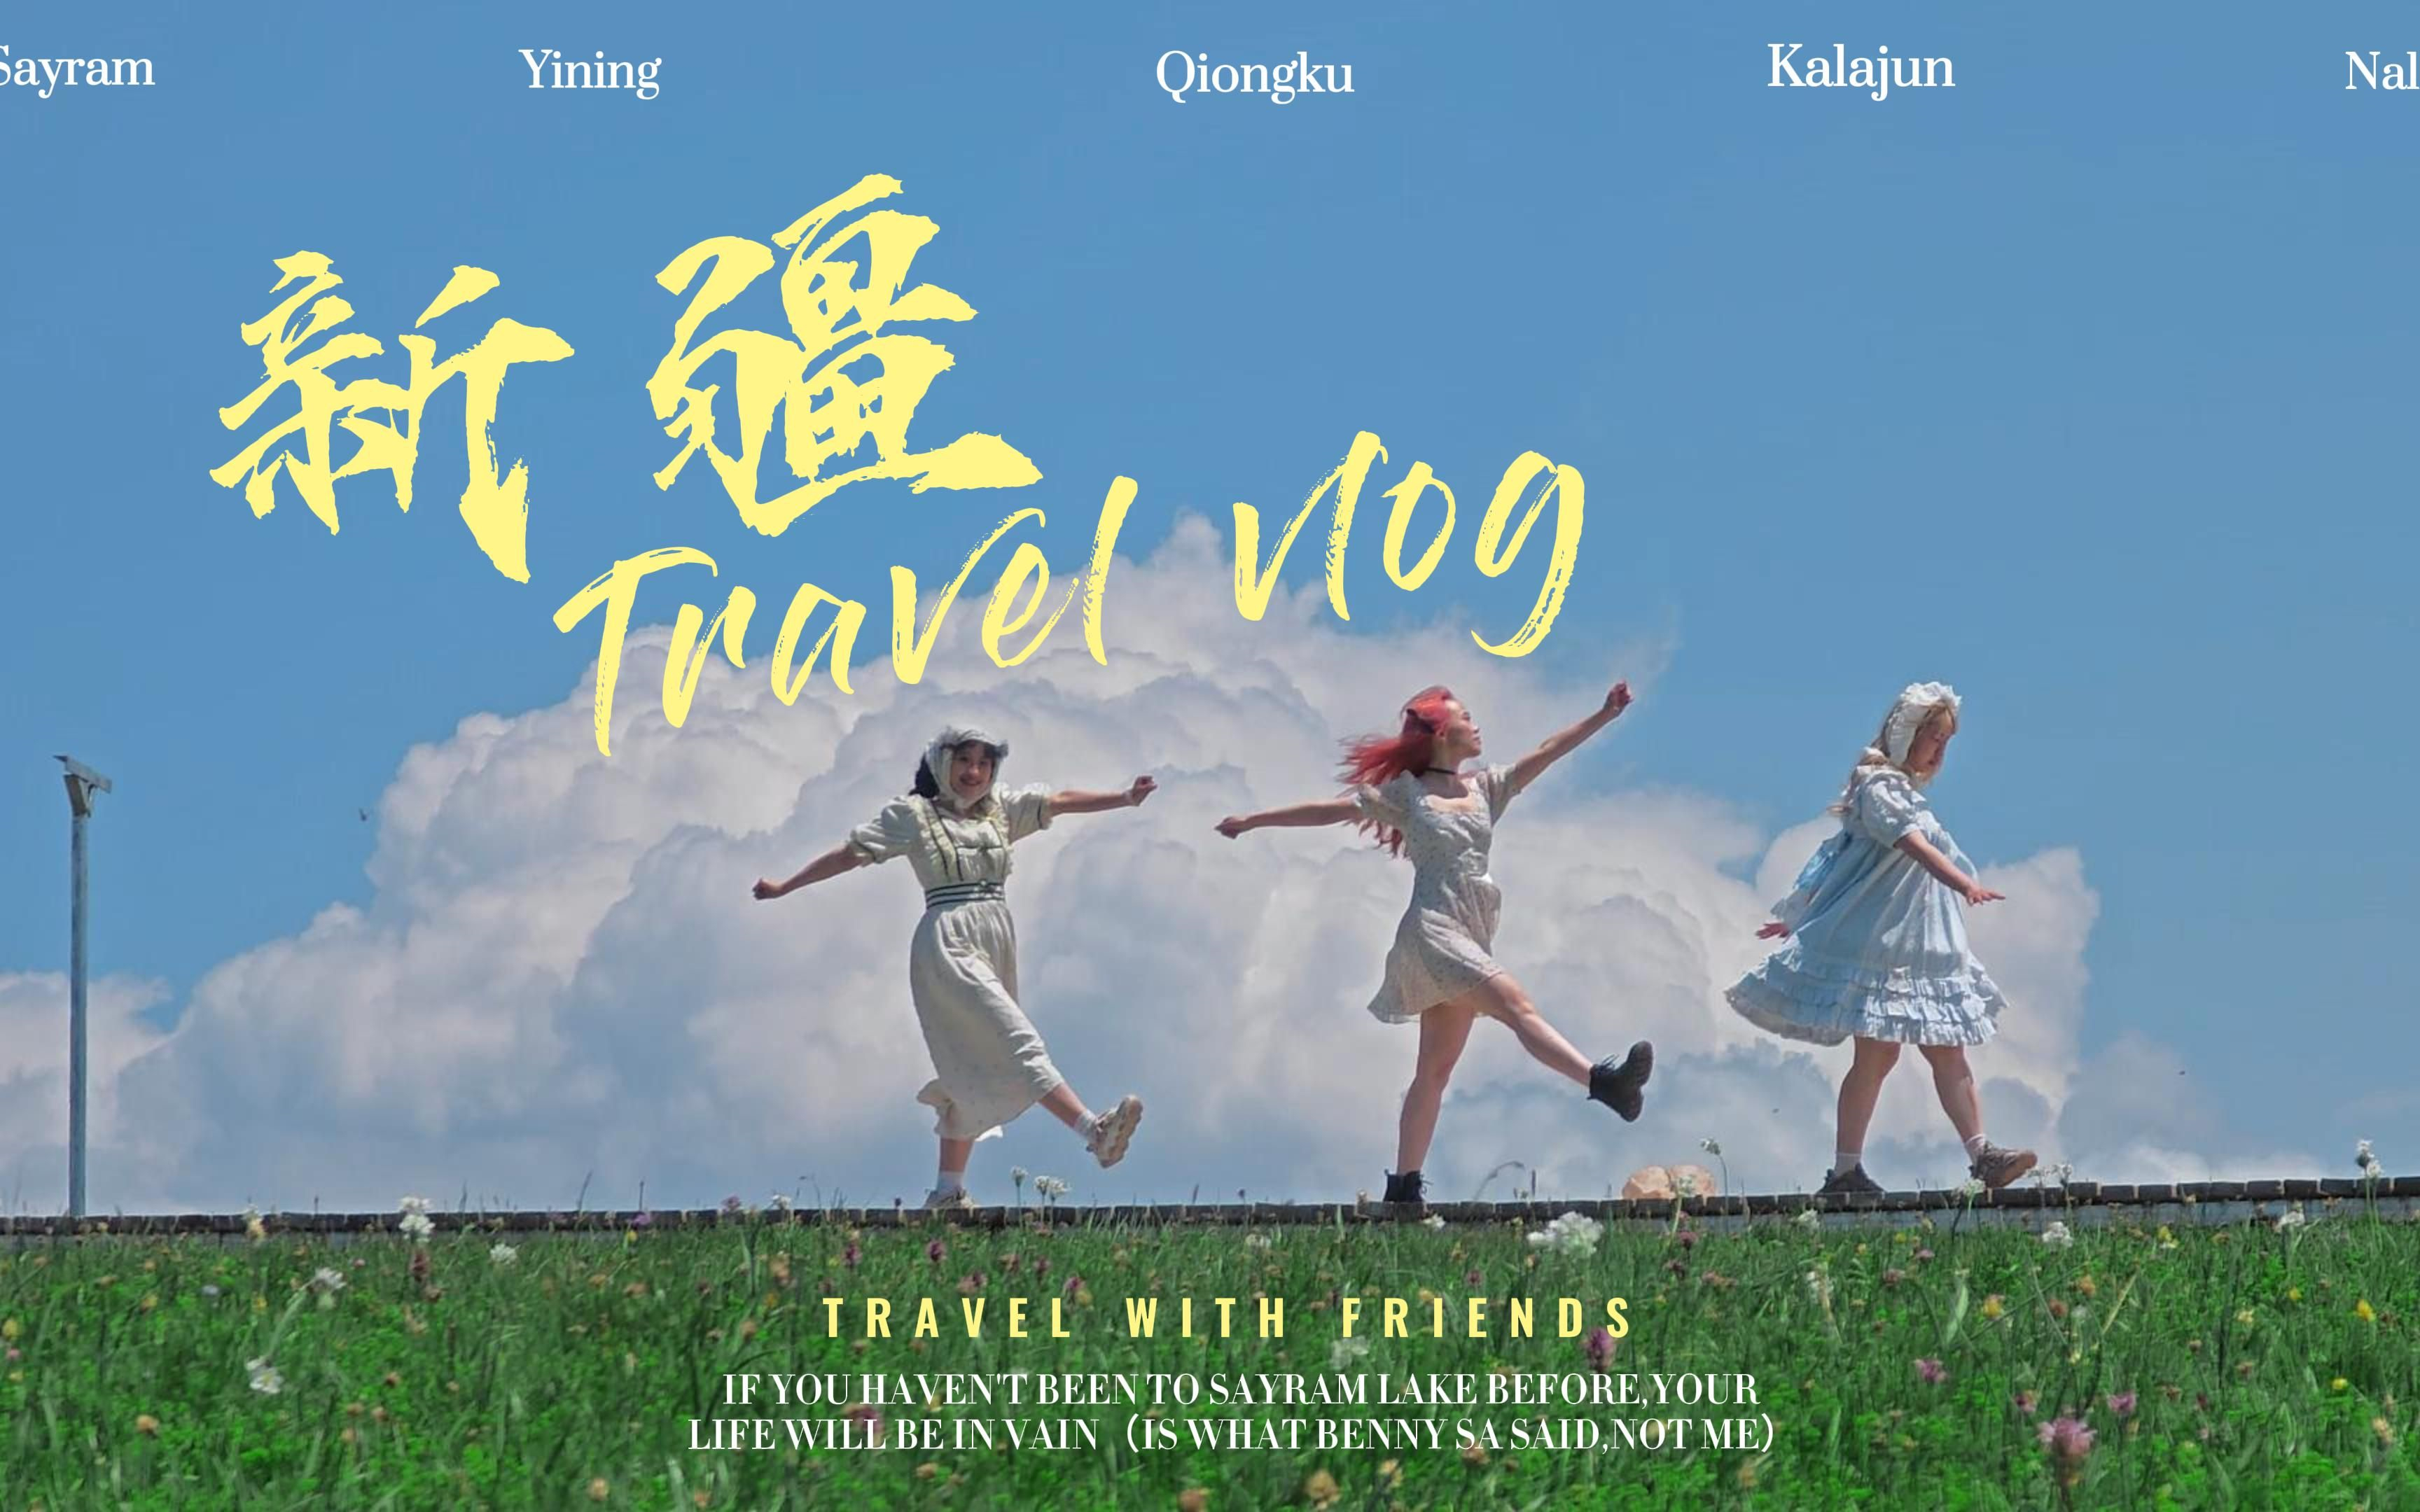 Sayram Yining Qiongku Kalajun Nal
新疆
Travel Vlog
TRAVEL WITH FRIENDS
IF YOU HAVEN'T BEEN TO SAYRAM LAKE BEFORE,YOUR
LIFE WILL BE IN VAIN（IS WHAT BENNY SA SAID,NOT ME）